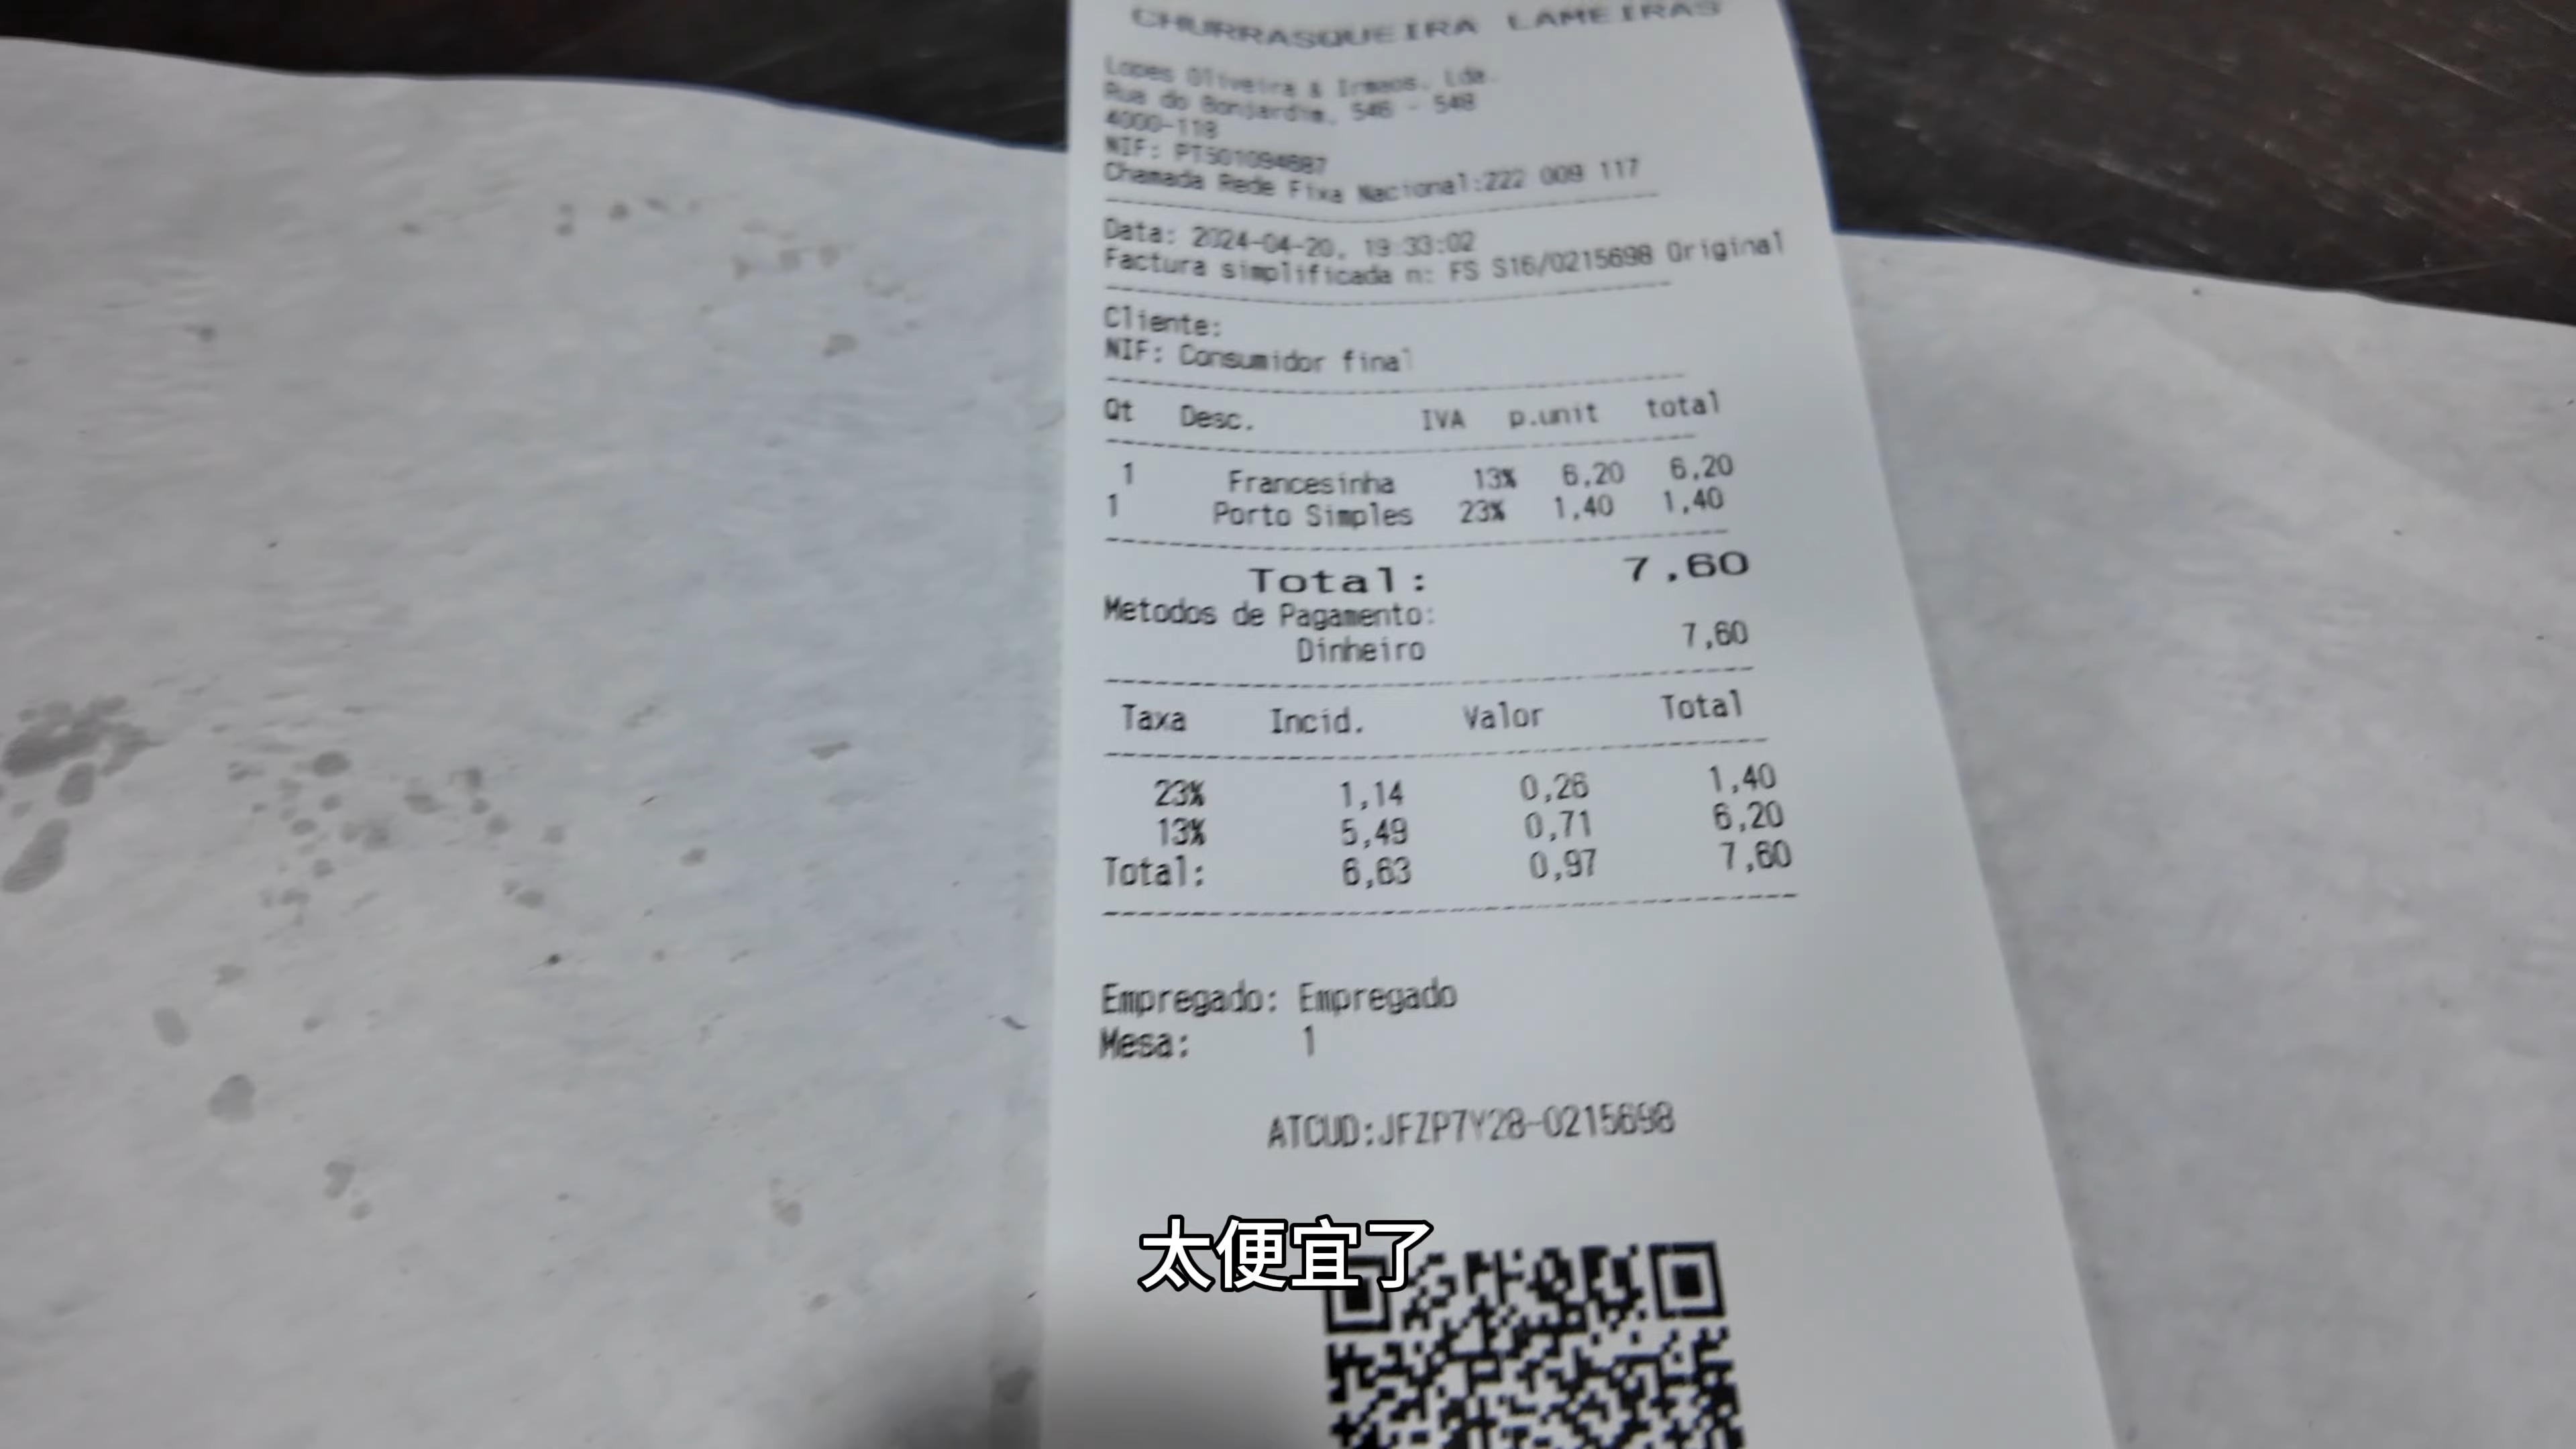 CHURRASQUEIRA LAMEIRAS
Lopes Oliveira & Irmaos, Lda.
Rua do Bonjardim, 546 - 548
4000-118
NIF: PT501094887
Chamada Rede Fixa Nacional:222 009 117
Data: 2024-04-20, 19:33:02
Factura simplificada n: FS S16/0215698 Original
Cliente:
NIF: Consumidor final
Qt Desc. IVA p.unit total
1 Francesinha 13% 6,20 6,20
1 Porto Simples 23% 1,40 1,40
Total: 7,60
Metodos de Pagamento:
Dinheiro 7,60
Taxa Incid. Valor Total
23% 1,14 0,26 1,40
13% 5,49 0,71 6,20
Total: 6,63 0,97 7,60
Empregado: Empregado
Mesa: 1
ATCUD:JFZP7Y28-0215698
太便宜了